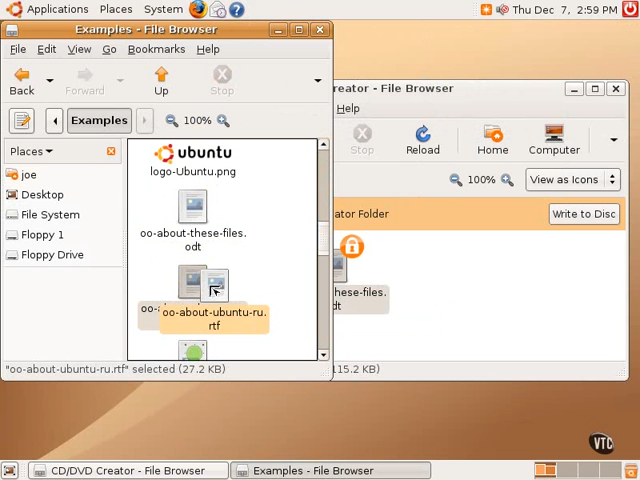 Applications Places System Thu Dec 7, 2:59 PM
Examples - File Browser
File Edit View Go Bookmarks Help
Back Forward Up Stop
Examples 100%
Places
joe
Desktop
File System
Floppy 1
Floppy Drive
ubuntu
logo-Ubuntu.png
oo-about-these-files.
odt
oo-about-ubuntu-ru.
rtf
"oo-about-ubuntu-ru.rtf" selected (27.2 KB)
Creator - File Browser
Help
Stop Reload Home Computer
100% View as Icons
ator Folder Write to Disc
hese-files.
dt
115.2 KB)
VTC
CD/DVD Creator - File Browser
Examples - File Browser